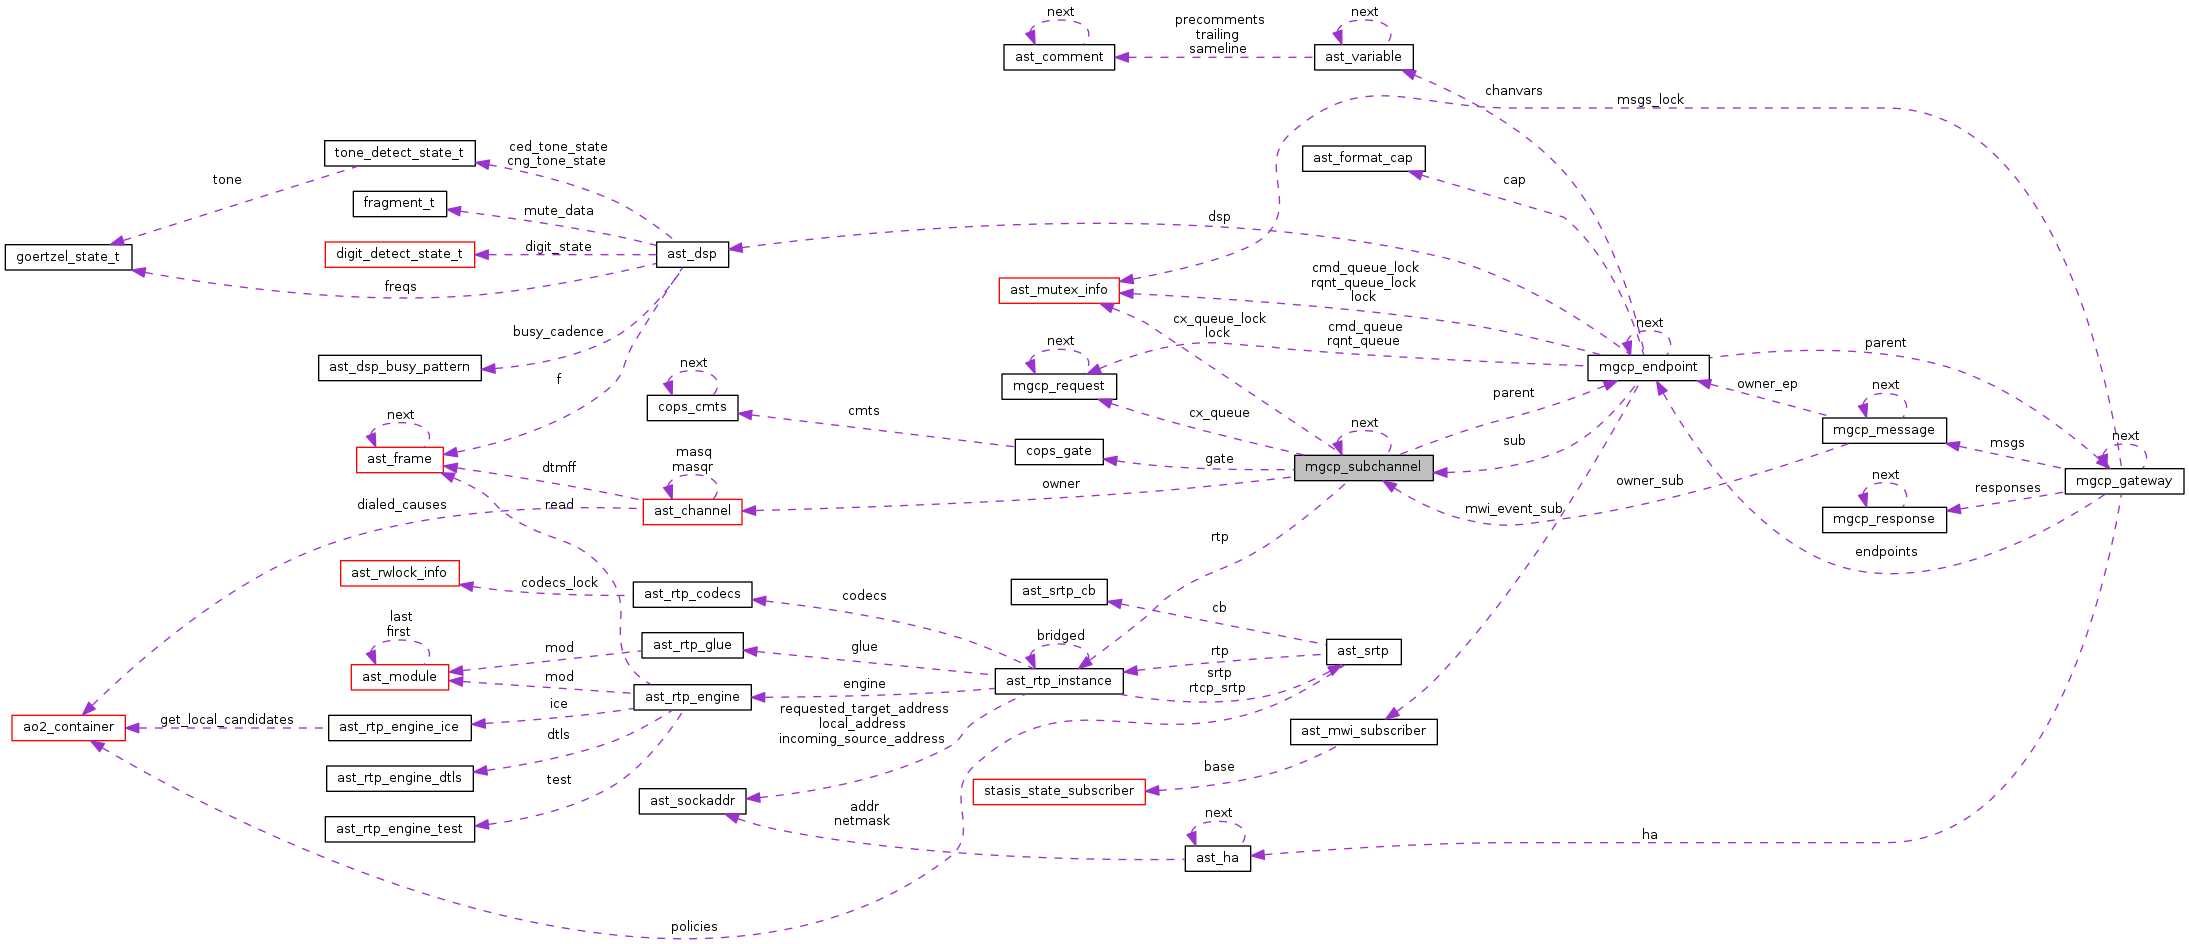 next
precomments
trailing
sameline
next
ast_comment
ast_variable
chanvars
msgs_lock
tone_detect_state_t
ced_tone_state
cng_tone_state
ast_format_cap
tone
cap
fragment_t
mute_data
dsp
goertzel_state_t
digit_detect_state_t
digit_state
ast_dsp
freqs
ast_mutex_info
cmd_queue_lock
rqnt_queue_lock
lock
busy_cadence
cx_queue_lock
lock
cmd_queue
rqnt_queue
next
parent
ast_dsp_busy_pattern
next
next
mgcp_endpoint
f
cops_cmts
mgcp_request
parent
owner_ep
next
cmts
cx_queue
next
mgcp_message
next
next
ast_frame
dtmff
masq
masqr
cops_gate
gate
mgcp_subchannel
sub
msgs
next
mgcp_gateway
owner
owner_sub
next
responses
dialed_causes
read
ast_channel
mwi_event_sub
mgcp_response
rtp
endpoints
ast_rwlock_info
codecs_lock
ast_rtp_codecs
codecs
ast_srtp_cb
cb
last
first
mod
ast_rtp_glue
glue
bridged
rtp
ast_srtp
ast_module
mod
ast_rtp_engine
engine
ast_rtp_instance
srtp
rtcp_srtp
ice
ao2_container
get_local_candidates
ast_rtp_engine_ice
dtls
requested_target_address
local_address
incoming_source_address
ast_mwi_subscriber
ast_rtp_engine_dtls
test
base
stasis_state_subscriber
ast_sockaddr
addr
netmask
next
ast_rtp_engine_test
ha
ast_ha
policies